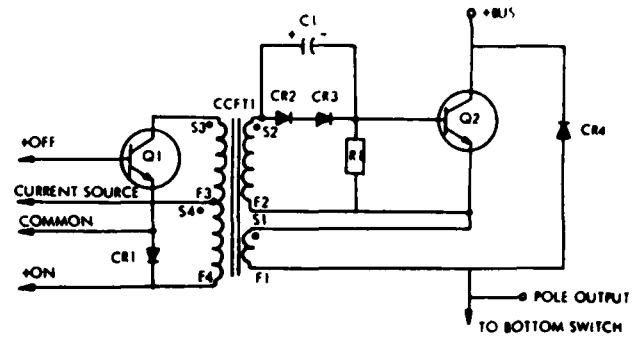 +BUS
C1
+ -
CCFT1
CR2 CR3
S3
S2
Q1
Q2
CR4
+OFF
R1
CURRENT SOURCE
F3
F2
S4
S1
COMMON
CR1
+ON
F4
F1
POLE OUTPUT
TO BOTTOM SWITCH